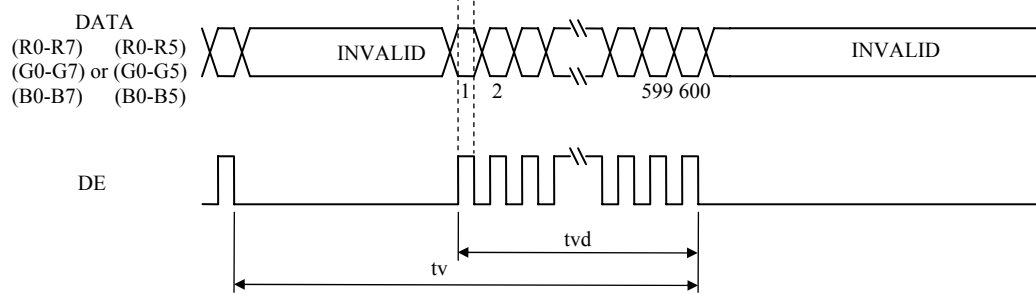 DATA
(R0-R7) (R0-R5)
(G0-G7) or (G0-G5)
(B0-B7) (B0-B5)
INVALID
INVALID
1 2 599 600
DE
tvd
tv